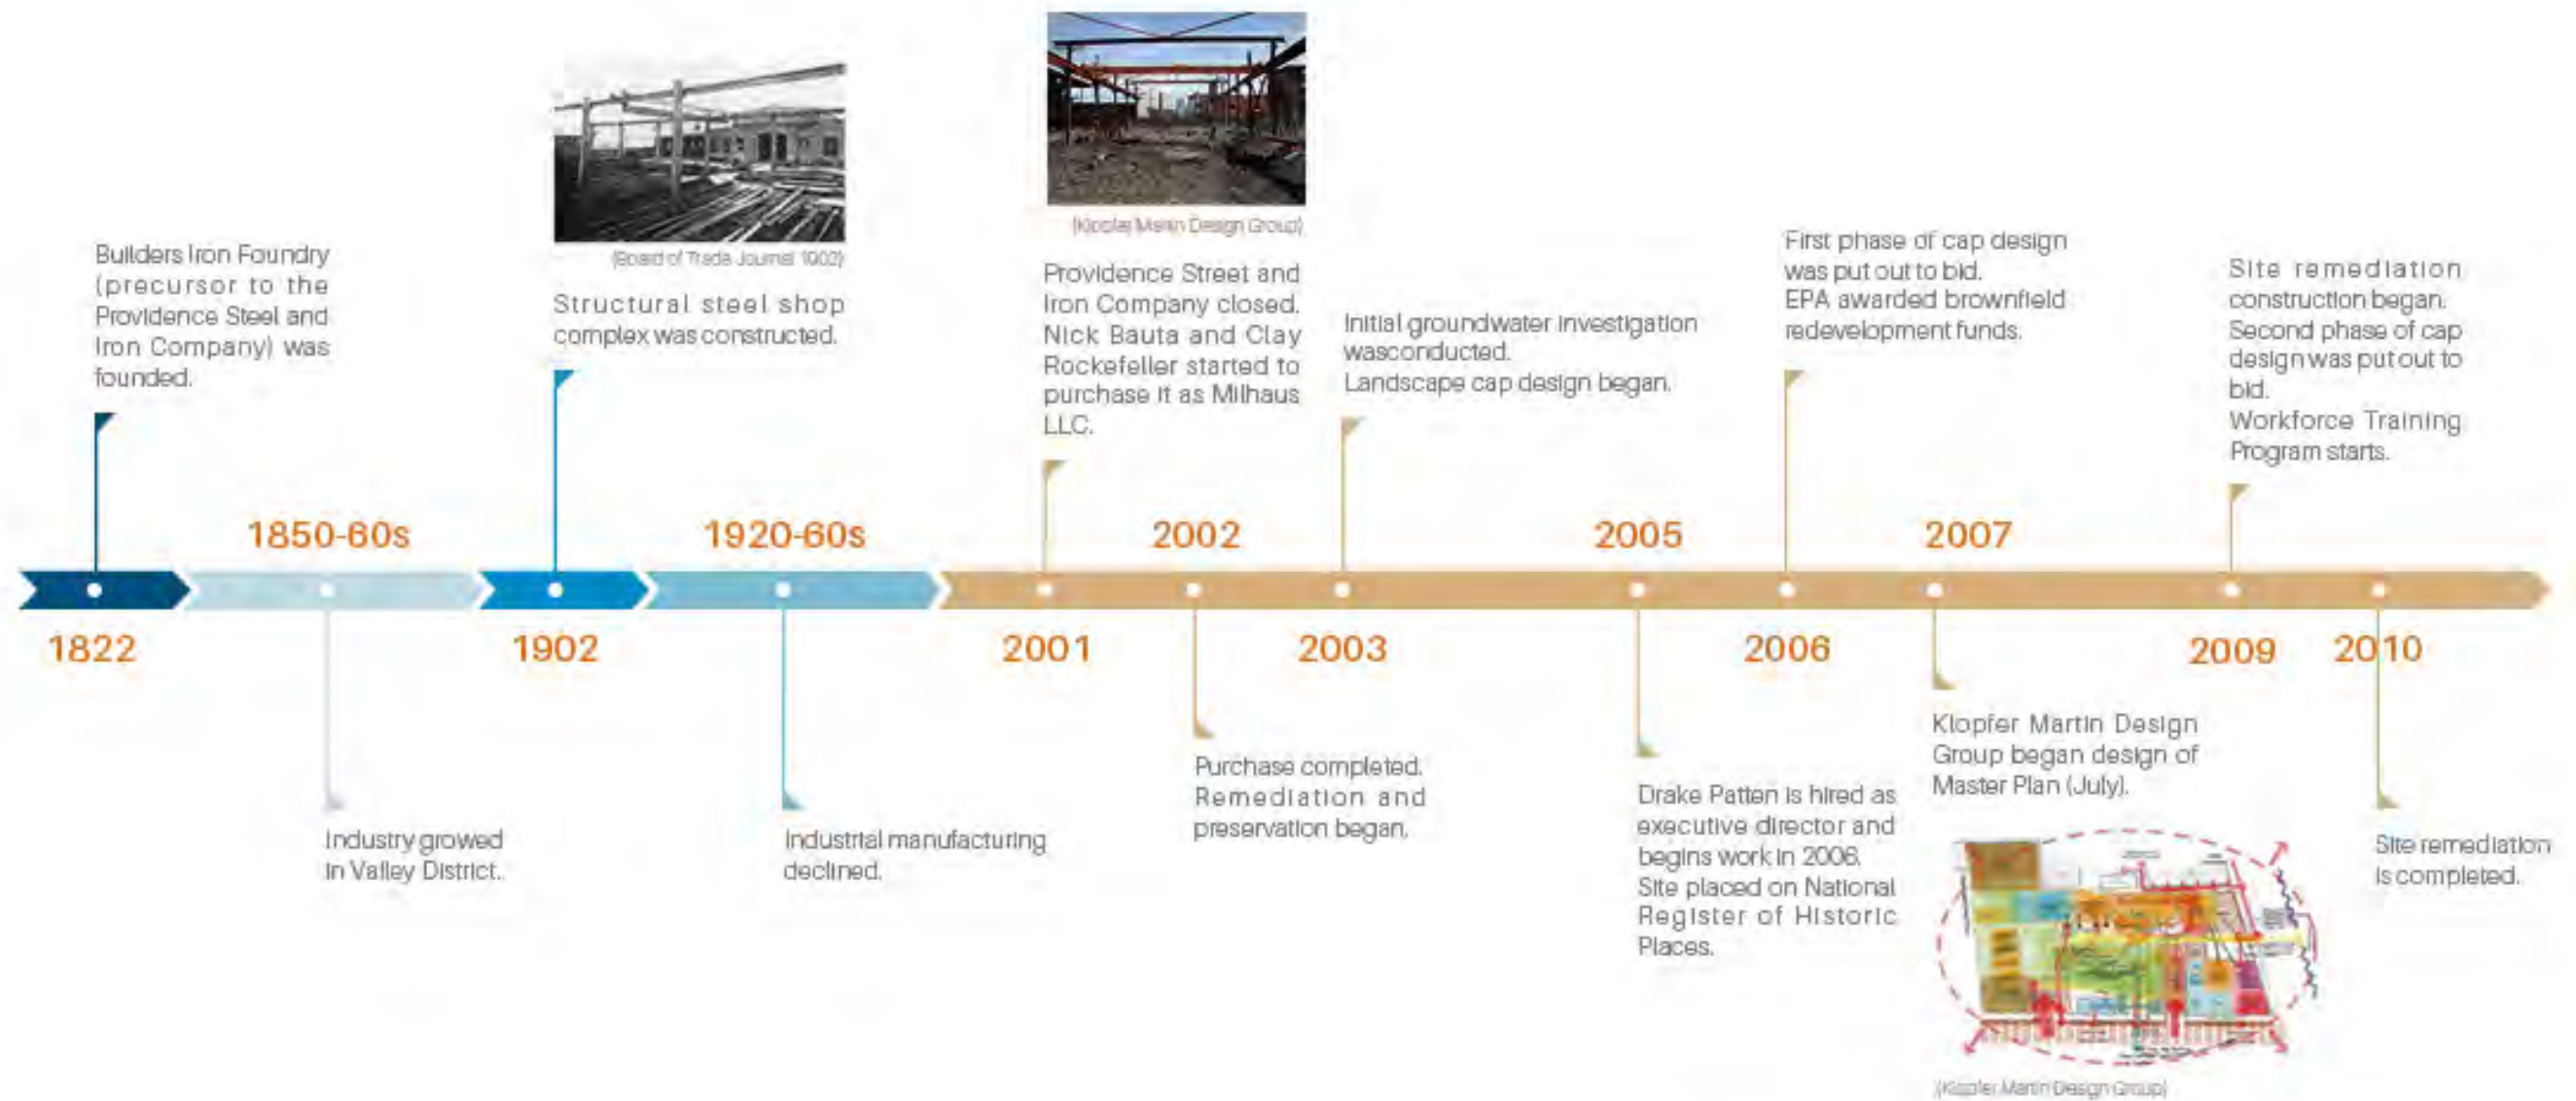 Builders Iron Foundry
(precursor to the
Providence Steel and
Iron Company) was
founded.
1822
1850-60s
Industry growed
in Valley District.
(Board of Trade Journal 1902)
Structural steel shop
complex was constructed.
1902
1920-60s
Industrial manufacturing
declined.
(Klopfer Martin Design Group)
Providence Street and
Iron Company closed.
Nick Bauta and Clay
Rockefeller started to
purchase it as Milhaus
LLC.
2001
2002
Purchase completed.
Remediation and
preservation began.
Initial groundwater investigation
wasconducted.
Landscape cap design began.
2003
2005
Drake Patten is hired as
executive director and
begins work in 2006.
Site placed on National
Register of Historic
Places.
First phase of cap design
was put out to bid.
EPA awarded brownfield
redevelopment funds.
2006
2007
Klopfer Martin Design
Group began design of
Master Plan (July).
(Klopfer Martin Design Group)
Site remediation
construction began.
Second phase of cap
design was put out to
bid.
Workforce Training
Program starts.
2009
2010
Site remediation
is completed.